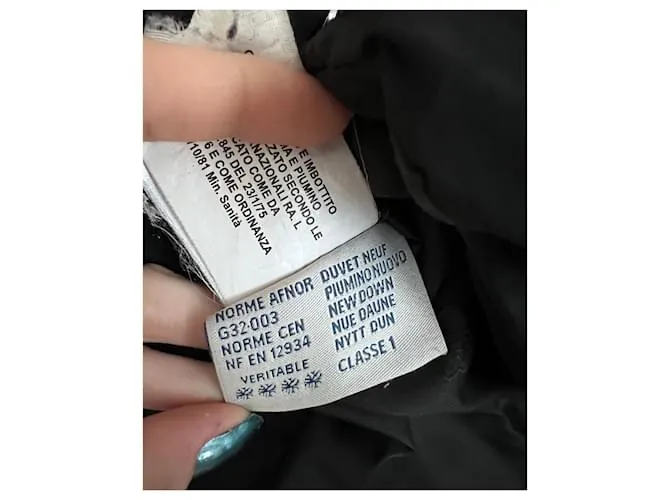 E IMBOTTITO
A E PIUMINO
ZATO SECONDO LE
NAZIONALI RA. L
CATO COME DA
845 DEL 23/1/75
6 E COME ORDINANZA
10/81 Min. Sanità
NORME AFNOR
G32-003
NORME CEN
NF EN 12934
VERITABLE
DUVET NEUF
PIUMINO NUOVO
NEW DOWN
NUE DAUNE
NYTT DUN
CLASSE 1